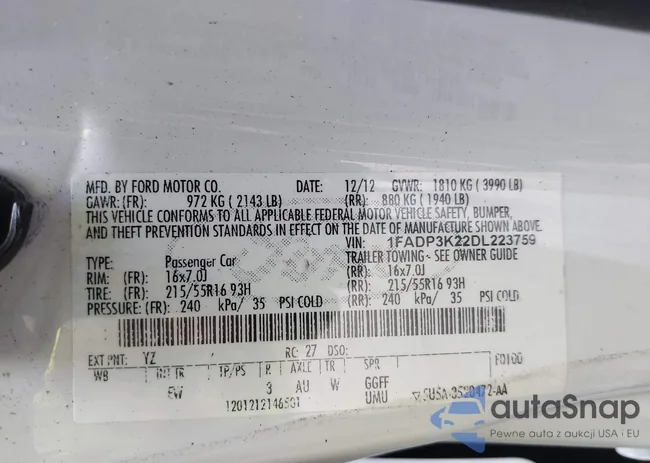 MFD. BY FORD MOTOR CO. DATE: 12/12 GVWR: 1810 KG ( 3990 LB)
GAWR:(FR): 972 KG ( 2143 LB) (RR): 880 KG ( 1940 LB)
THIS VEHICLE CONFORMS TO ALL APPLICABLE FEDERAL MOTOR VEHICLE SAFETY, BUMPER,
AND THEFT PREVENTION STANDARDS IN EFFECT ON THE DATE OF MANUFACTURE SHOWN ABOVE.
VIN: 1FADP3K22DL223759
TYPE: Passenger Car TRAILER TOWING- SEE OWNER GUIDE
RIM: (FR): 16x7.0J (RR): 16x7.0J
TIRE: (FR): 215/55R16 93H (RR): 215/55R16 93H
PRESSURE: (FR): 240 kPa/ 35 PSI COLD (RR): 240 kPa/ 35 PSI COLD
EXT PNT: YZ RC: 27 DSO: F0100
WB INT TR TP/PS R AXLE TR SPR
EW 3 AU W GGFF
UMU
autaSnap
Pewne auta z aukcji USA i EU